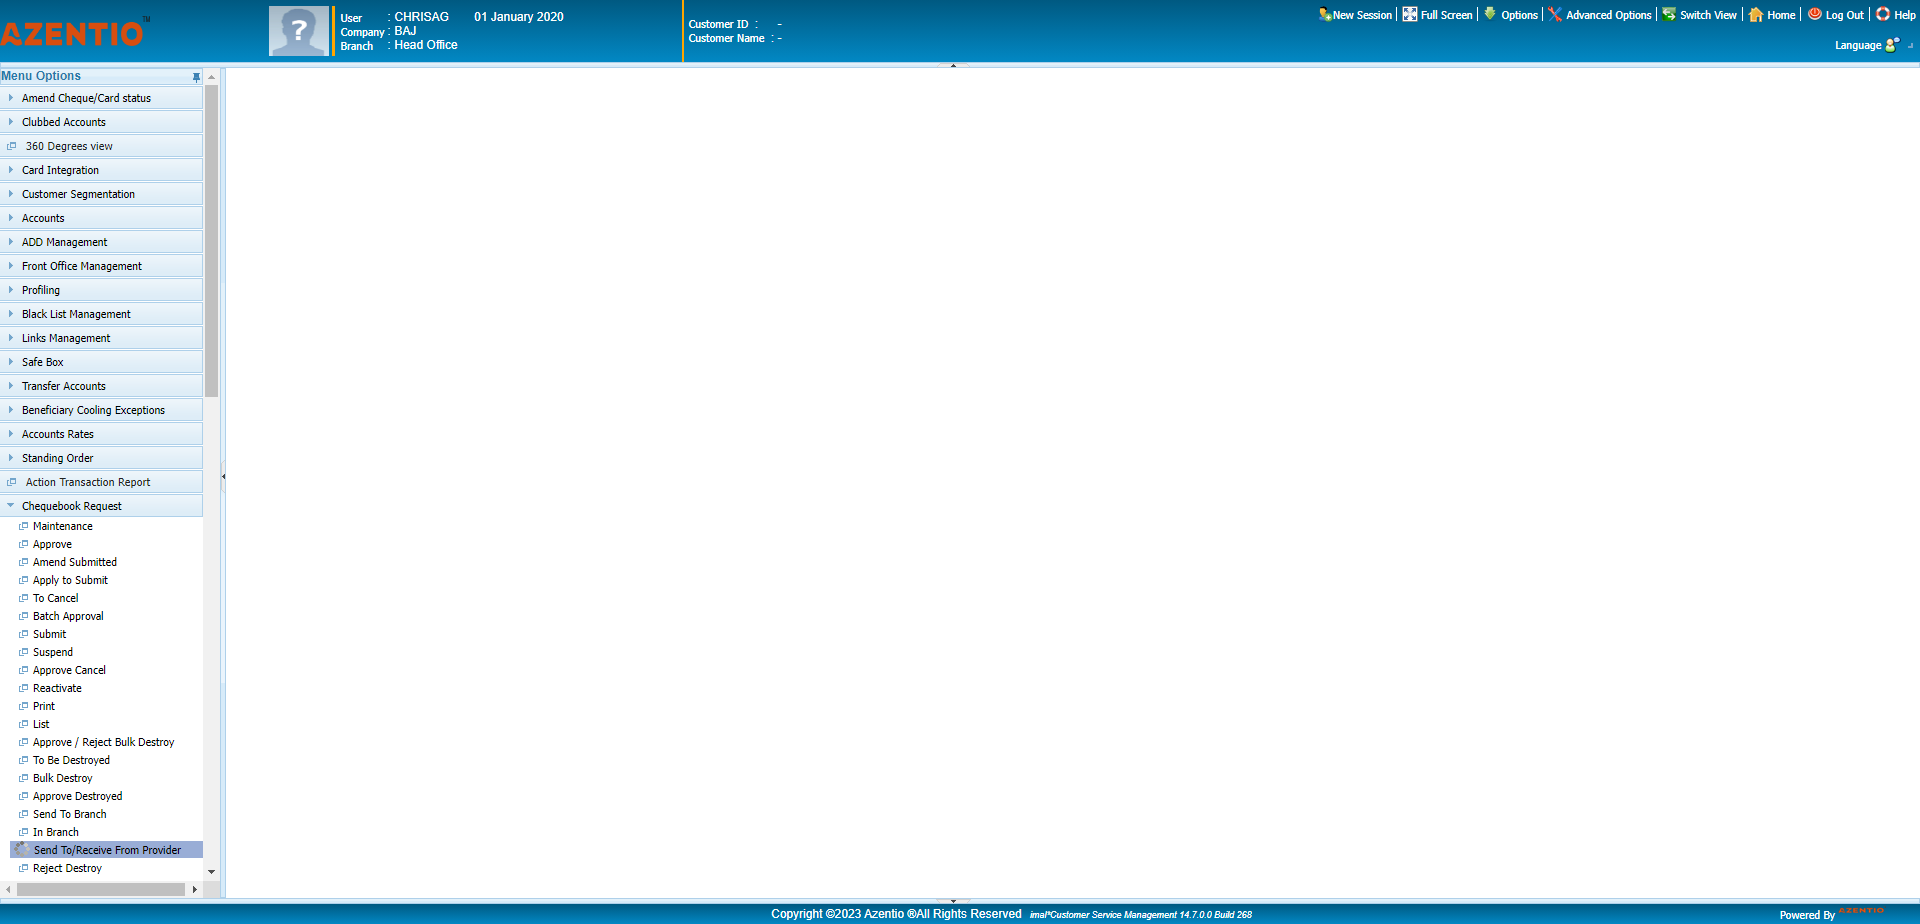 AZENTIO™
User : CHRISAG 01 January 2020
Company : BAJ
Branch : Head Office
Customer ID : -
Customer Name : -
New Session
Full Screen
Options
Advanced Options
Switch View
Home
Log Out
Help
Language
Menu Options
Amend Cheque/Card status
Clubbed Accounts
360 Degrees view
Card Integration
Customer Segmentation
Accounts
ADD Management
Front Office Management
Profiling
Black List Management
Links Management
Safe Box
Transfer Accounts
Beneficiary Cooling Exceptions
Accounts Rates
Standing Order
Action Transaction Report
Chequebook Request
Maintenance
Approve
Amend Submitted
Apply to Submit
To Cancel
Batch Approval
Submit
Suspend
Approve Cancel
Reactivate
Print
List
Approve / Reject Bulk Destroy
To Be Destroyed
Bulk Destroy
Approve Destroyed
Send To Branch
In Branch
Send To/Receive From Provider
Reject Destroy
Copyright ©2023 Azentio ®All Rights Reserved imal*Customer Service Management 14.7.0.0 Build 268
Powered By AZENTIO